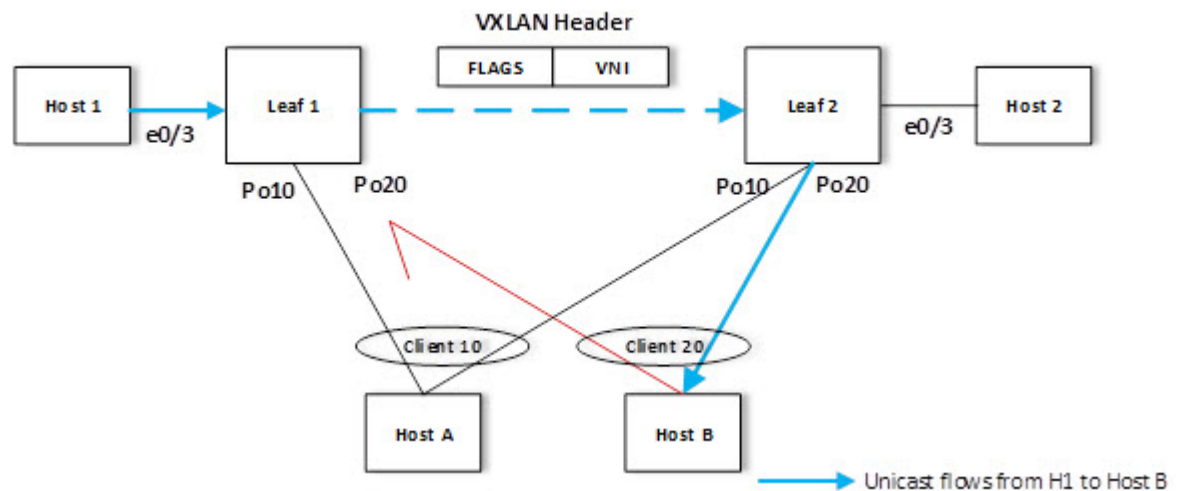 VXLAN Header
FLAGS VNI
Host 1
Leaf 1
Leaf 2
Host 2
e0/3
e0/3
Po10
Po20
Po10
Po20
Client 10
Client 20
Host A
Host B
Unicast flows from H1 to Host B